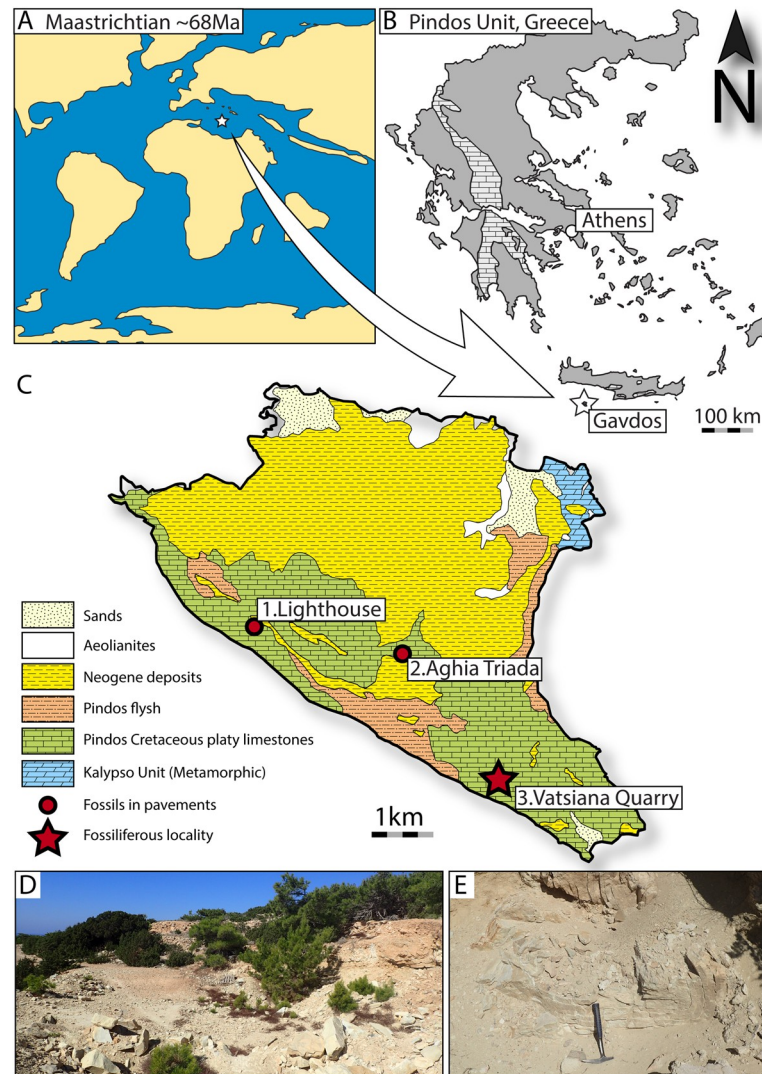 A Maastrichtian ~68Ma
B Pindos Unit, Greece
N
Athens
Gavdos
100 km
C
1.Lighthouse
2.Aghia Triada
3.Vatsiana Quarry
Sands
Aeolianites
Neogene deposits
Pindos flysh
Pindos Cretaceous platy limestones
Kalypso Unit (Metamorphic)
Fossils in pavements
Fossiliferous locality
1km
D
E